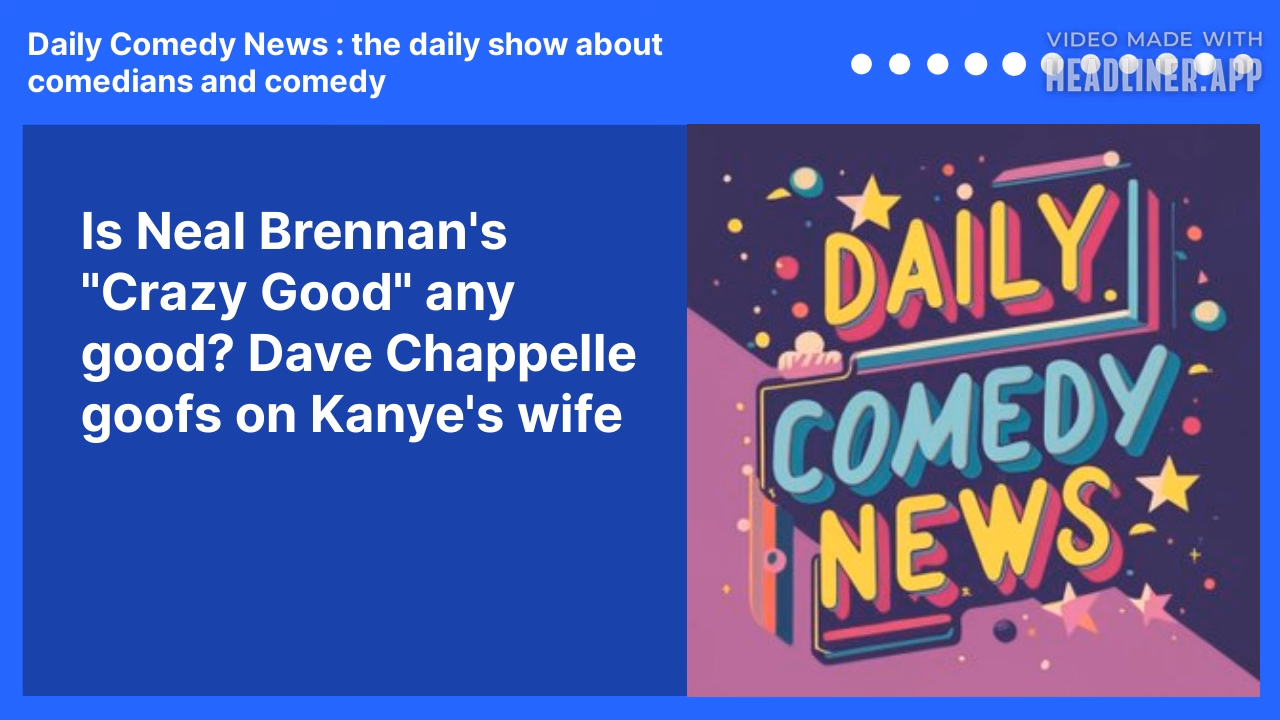 Daily Comedy News : the daily show about
comedians and comedy
VIDEO MADE WITH
HEADLINER.APP
Is Neal Brennan's
"Crazy Good" any
good? Dave Chappelle
goofs on Kanye's wife
DAILY
COMEDY
NEWS